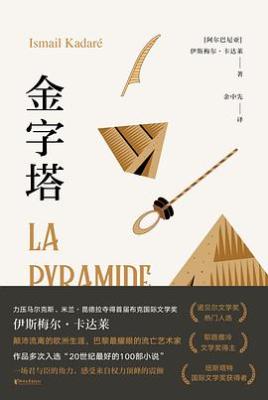 Ismail Kadaré
[阿尔巴尼亚]
伊斯梅尔·卡达莱
著
余中先
译
金字塔
LA
PYRAMIDE
力压马尔克斯、米兰·昆德拉夺得首届布克国际文学奖
伊斯梅尔·卡达莱
颠沛流离的欧洲生涯，巴黎最耀眼的流亡艺术家
作品多次入选“20世纪最好的100部小说”
一场君与臣的角力，感受来自权力顶峰的震颤
诺贝尔文学奖
热门人选
耶路撒冷
文学奖得主
纽斯塔特
国际文学奖获得者